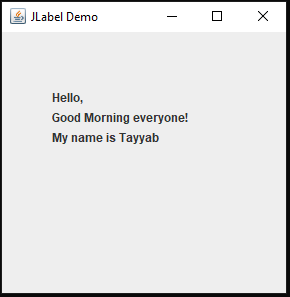 JLabel Demo
Hello,
Good Morning everyone!
My name is Tayyab